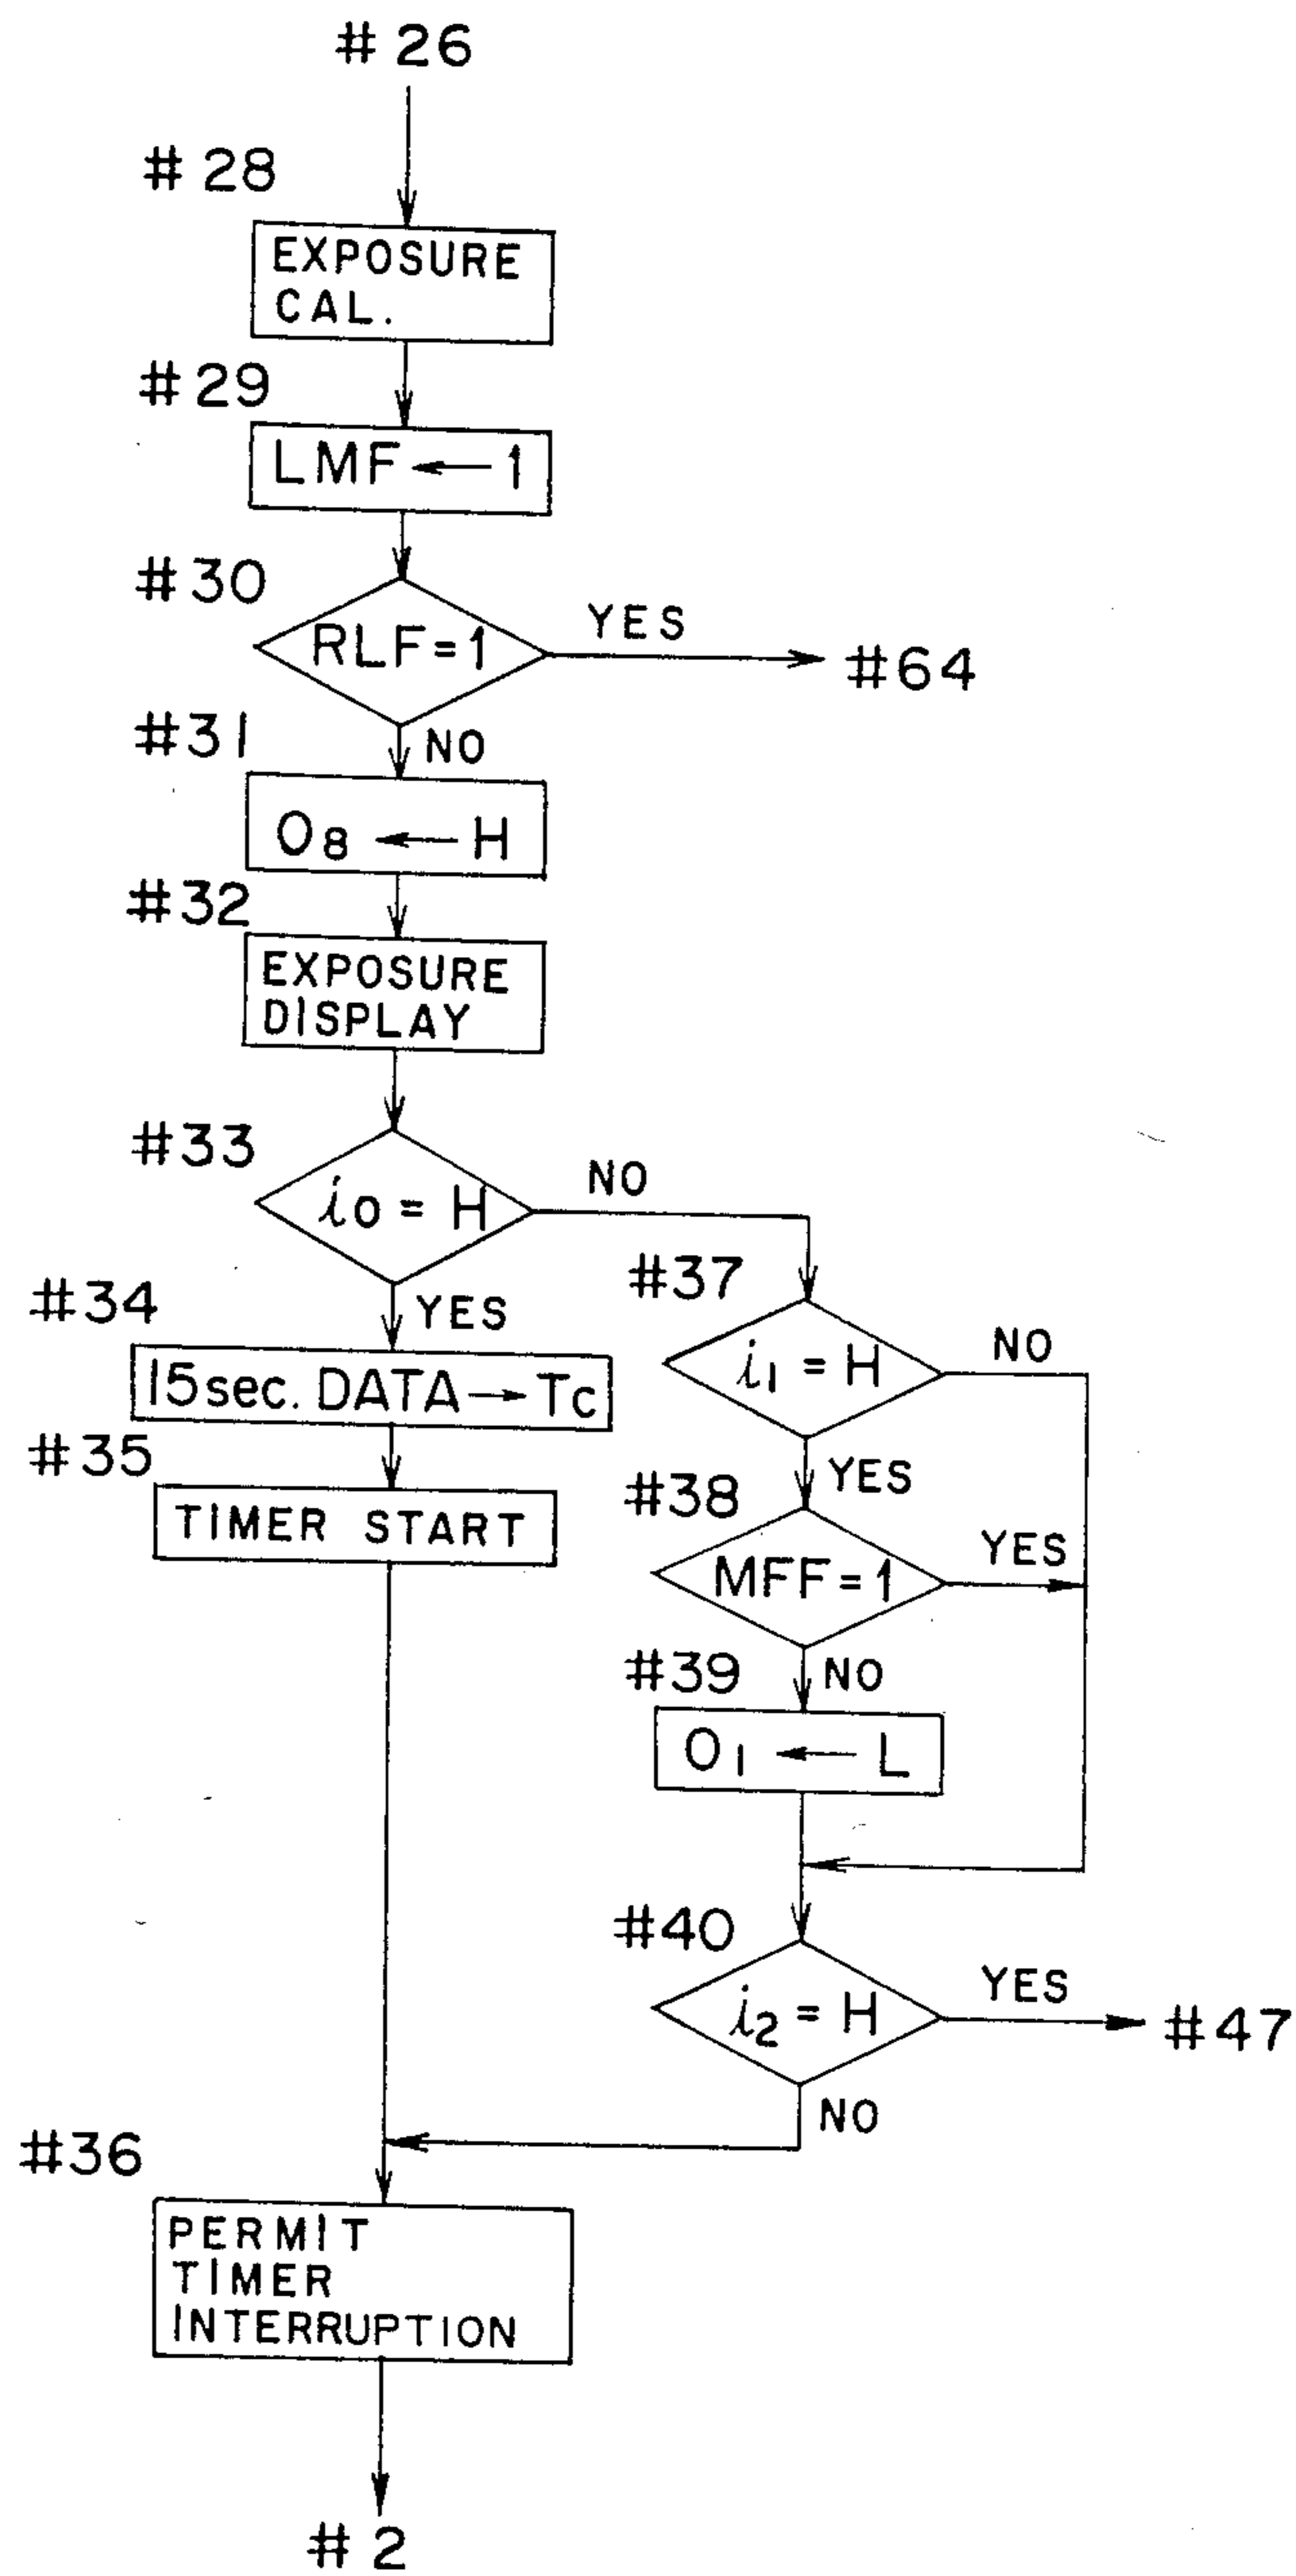 # 26
# 28
EXPOSURE
CAL.
# 29
LMF ← 1
#30
RLF = 1
YES
#64
NO
#31
O8 ← H
#32
EXPOSURE
DISPLAY
#33
i0 = H
NO
YES
#34
15sec. DATA → Tc
#35
TIMER START
#37
i1 = H
NO
YES
#38
MFF = 1
YES
NO
#39
O1 ← L
#40
i2 = H
YES
#47
NO
#36
PERMIT
TIMER
INTERRUPTION
# 2